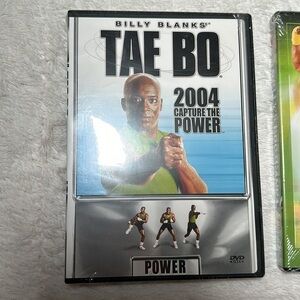 BILLY BLANKS'
TAE BO
2004
CAPTURE THE
POWER
DVD
POWER